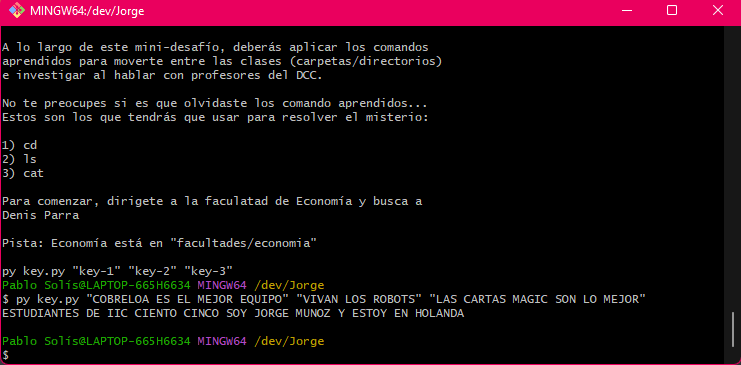 MINGW64:/dev/Jorge
A lo largo de este mini-desafío, deberás aplicar los comandos
aprendidos para moverte entre las clases (carpetas/directorios)
e investigar al hablar con profesores del DCC.
No te preocupes si es que olvidaste los comando aprendidos...
Estos son los que tendrás que usar para resolver el misterio:
1) cd
2) ls
3) cat
Para comenzar, dirigete a la faculatad de Economía y busca a
Denis Parra
Pista: Economía está en "facultades/economia"
py key.py "key-1" "key-2" "key-3"
Pablo Solís@LAPTOP-665H6634 MINGW64 /dev/Jorge
$ py key.py "COBRELOA ES EL MEJOR EQUIPO" "VIVAN LOS ROBOTS" "LAS CARTAS MAGIC SON LO MEJOR"
ESTUDIANTES DE IIC CIENTO CINCO SOY JORGE MUNOZ Y ESTOY EN HOLANDA
Pablo Solís@LAPTOP-665H6634 MINGW64 /dev/Jorge
$